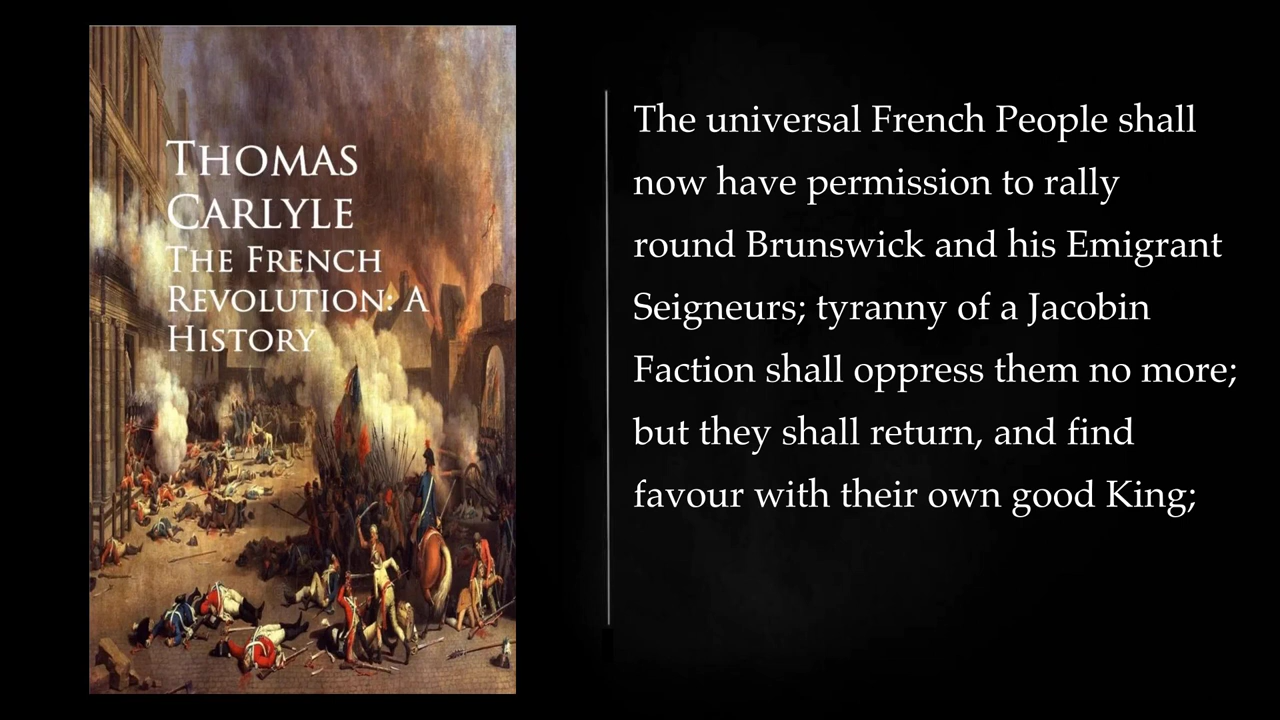 THOMAS
CARLYLE
THE FRENCH
REVOLUTION: A
HISTORY
The universal French People shall
now have permission to rally
round Brunswick and his Emigrant
Seigneurs; tyranny of a Jacobin
Faction shall oppress them no more;
but they shall return, and find
favour with their own good King;